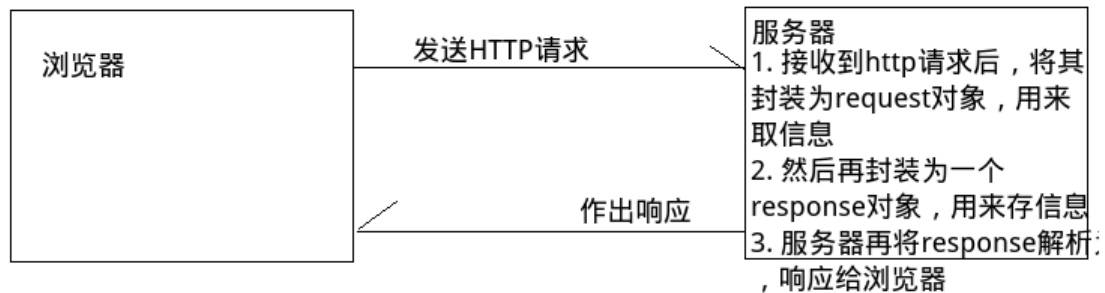 浏览器
发送HTTP请求
作出响应
服务器
1. 接收到http请求后，将其
封装为request对象，用来
取信息
2. 然后再封装为一个
response对象，用来存信息
3. 服务器再将response解析
，响应给浏览器